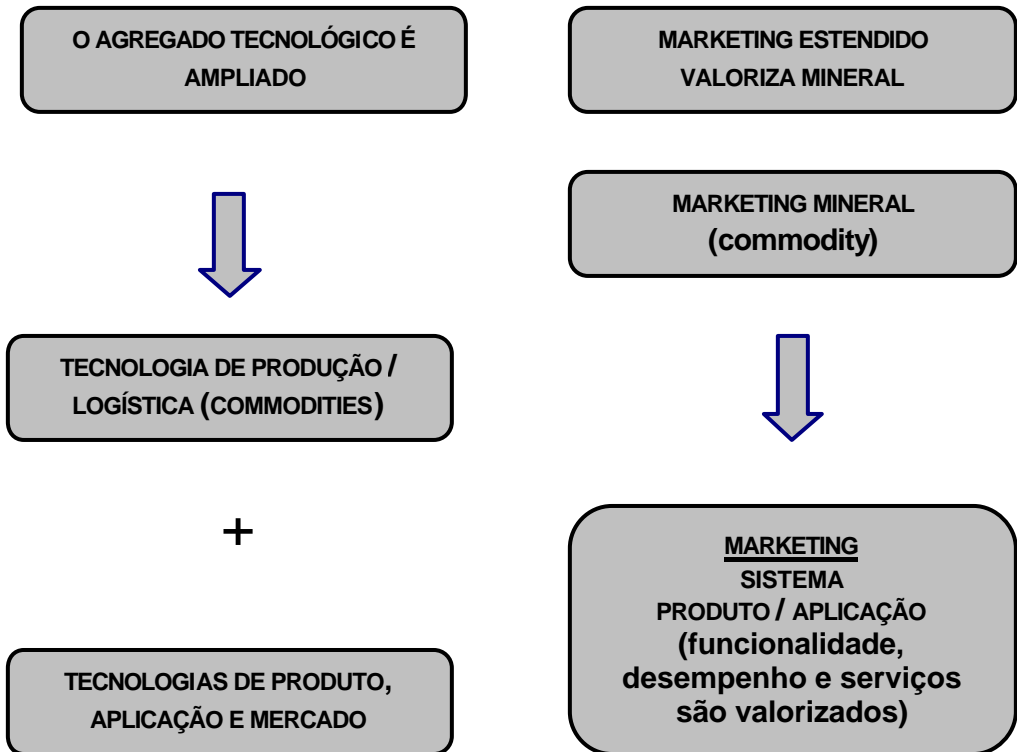 O AGREGADO TECNOLÓGICO É
AMPLIADO
TECNOLOGIA DE PRODUÇÃO /
LOGÍSTICA (COMMODITIES)
+
TECNOLOGIAS DE PRODUTO,
APLICAÇÃO E MERCADO
MARKETING ESTENDIDO
VALORIZA MINERAL
MARKETING MINERAL
(commodity)
MARKETING
SISTEMA
PRODUTO / APLICAÇÃO
(funcionalidade,
desempenho e serviços
são valorizados)